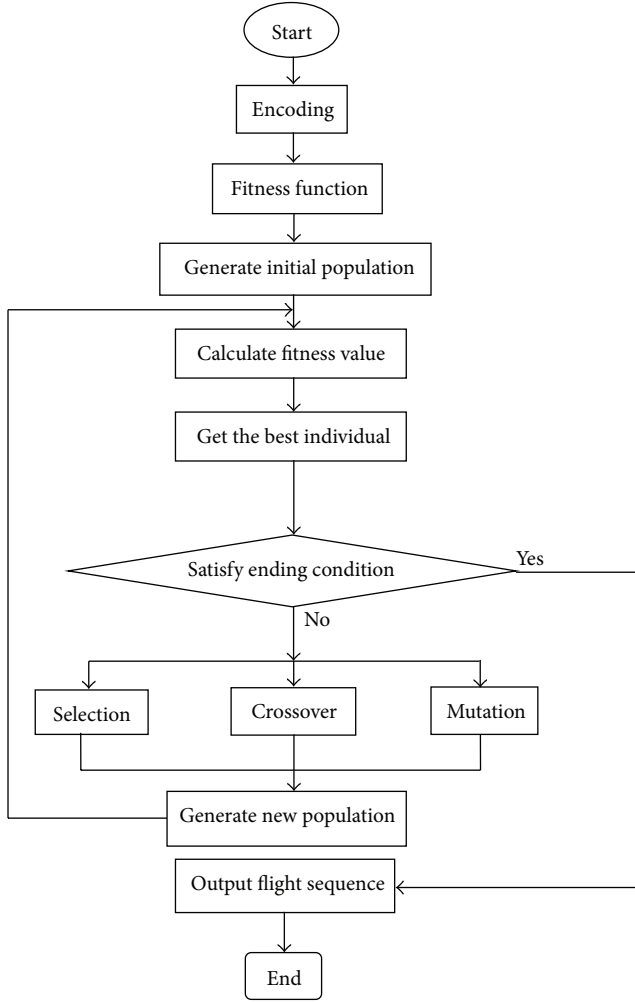 Start
Encoding
Fitness function
Generate initial population
Calculate fitness value
Get the best individual
Satisfy ending condition
Yes
No
Selection
Crossover
Mutation
Generate new population
Output flight sequence
End